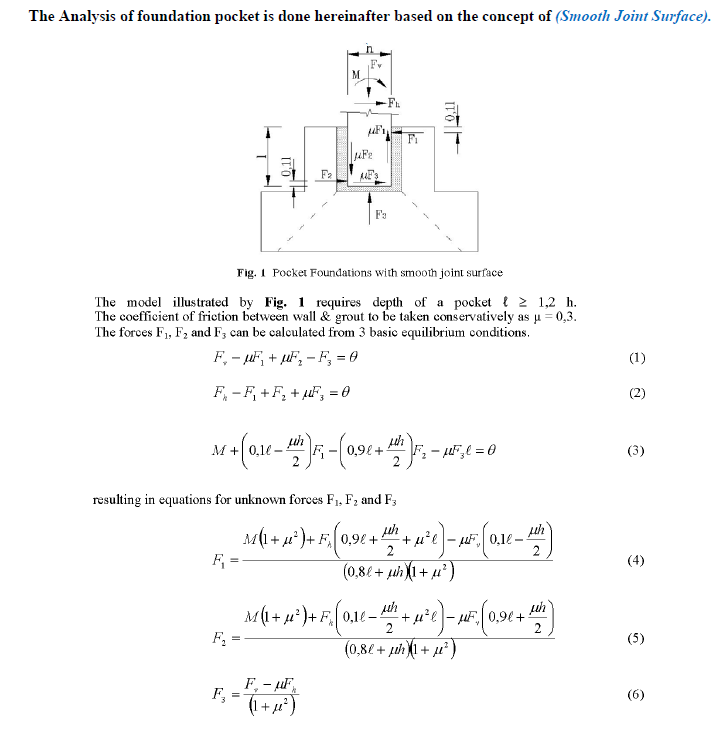 The Analysis of foundation pocket is done hereinafter based on the concept of (Smooth Joint Surface).
h
Fv
M
Fh
0,1l
μF1
F1
l
0,1l
μF2
F2
μF3
F3
Fig. 1 Pocket Foundations with smooth joint surface
The model illustrated by Fig. 1 requires depth of a pocket ℓ ≥ 1,2 h.
The coefficient of friction between wall & grout to be taken conservatively as μ = 0,3.
The forces F₁, F₂ and F₃ can be calculated from 3 basic equilibrium conditions.
Fᵥ − μF₁ + μF₂ − F₃ = θ (1)
Fₕ − F₁ + F₂ + μF₃ = θ (2)
M + (0,1ℓ − μh/2)F₁ − (0,9ℓ + μh/2)F₂ − μF₃ℓ = θ (3)
resulting in equations for unknown forces F₁, F₂ and F₃
F₁ = [M(1 + μ²) + Fₕ(0,9ℓ + μh/2 + μ²ℓ) − μFᵥ(0,1ℓ − μh/2)] / (0,8ℓ + μh)(1 + μ²) (4)
F₂ = [M(1 + μ²) + Fₕ(0,1ℓ − μh/2 + μ²ℓ) − μFᵥ(0,9ℓ + μh/2)] / (0,8ℓ + μh)(1 + μ²) (5)
F₃ = (Fᵥ − μFₕ) / (1 + μ²) (6)